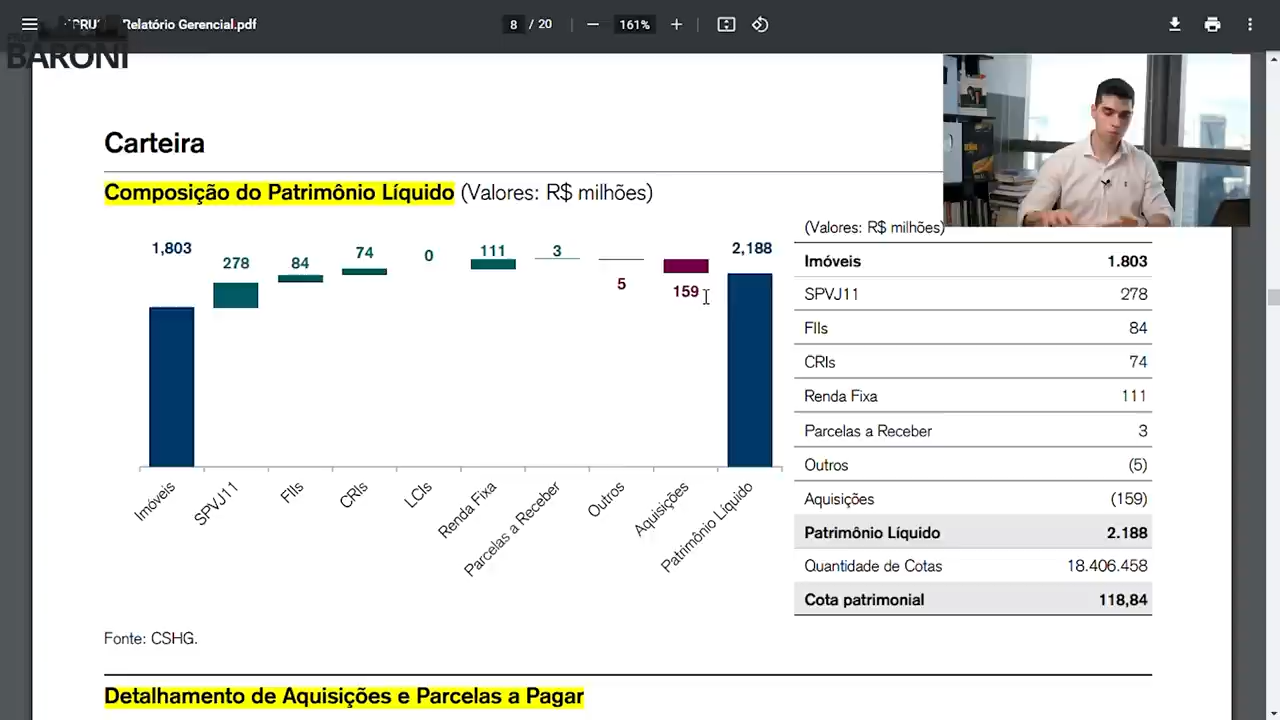 Relatório Gerencial.pdf
8 / 20
161%
BARONI
Carteira
Composição do Patrimônio Líquido (Valores: R$ milhões)
1,803
278
84
74
0
111
3
5
159
2,188
Imóveis
SPVJ11
FIIs
CRIs
LCIs
Renda Fixa
Parcelas a Receber
Outros
Aquisições
Patrimônio Líquido
(Valores: R$ milhões)
Imóveis 1.803
SPVJ11 278
FIIs 84
CRIs 74
Renda Fixa 111
Parcelas a Receber 3
Outros (5)
Aquisições (159)
Patrimônio Líquido 2.188
Quantidade de Cotas 18.406.458
Cota patrimonial 118,84
Fonte: CSHG.
Detalhamento de Aquisições e Parcelas a Pagar